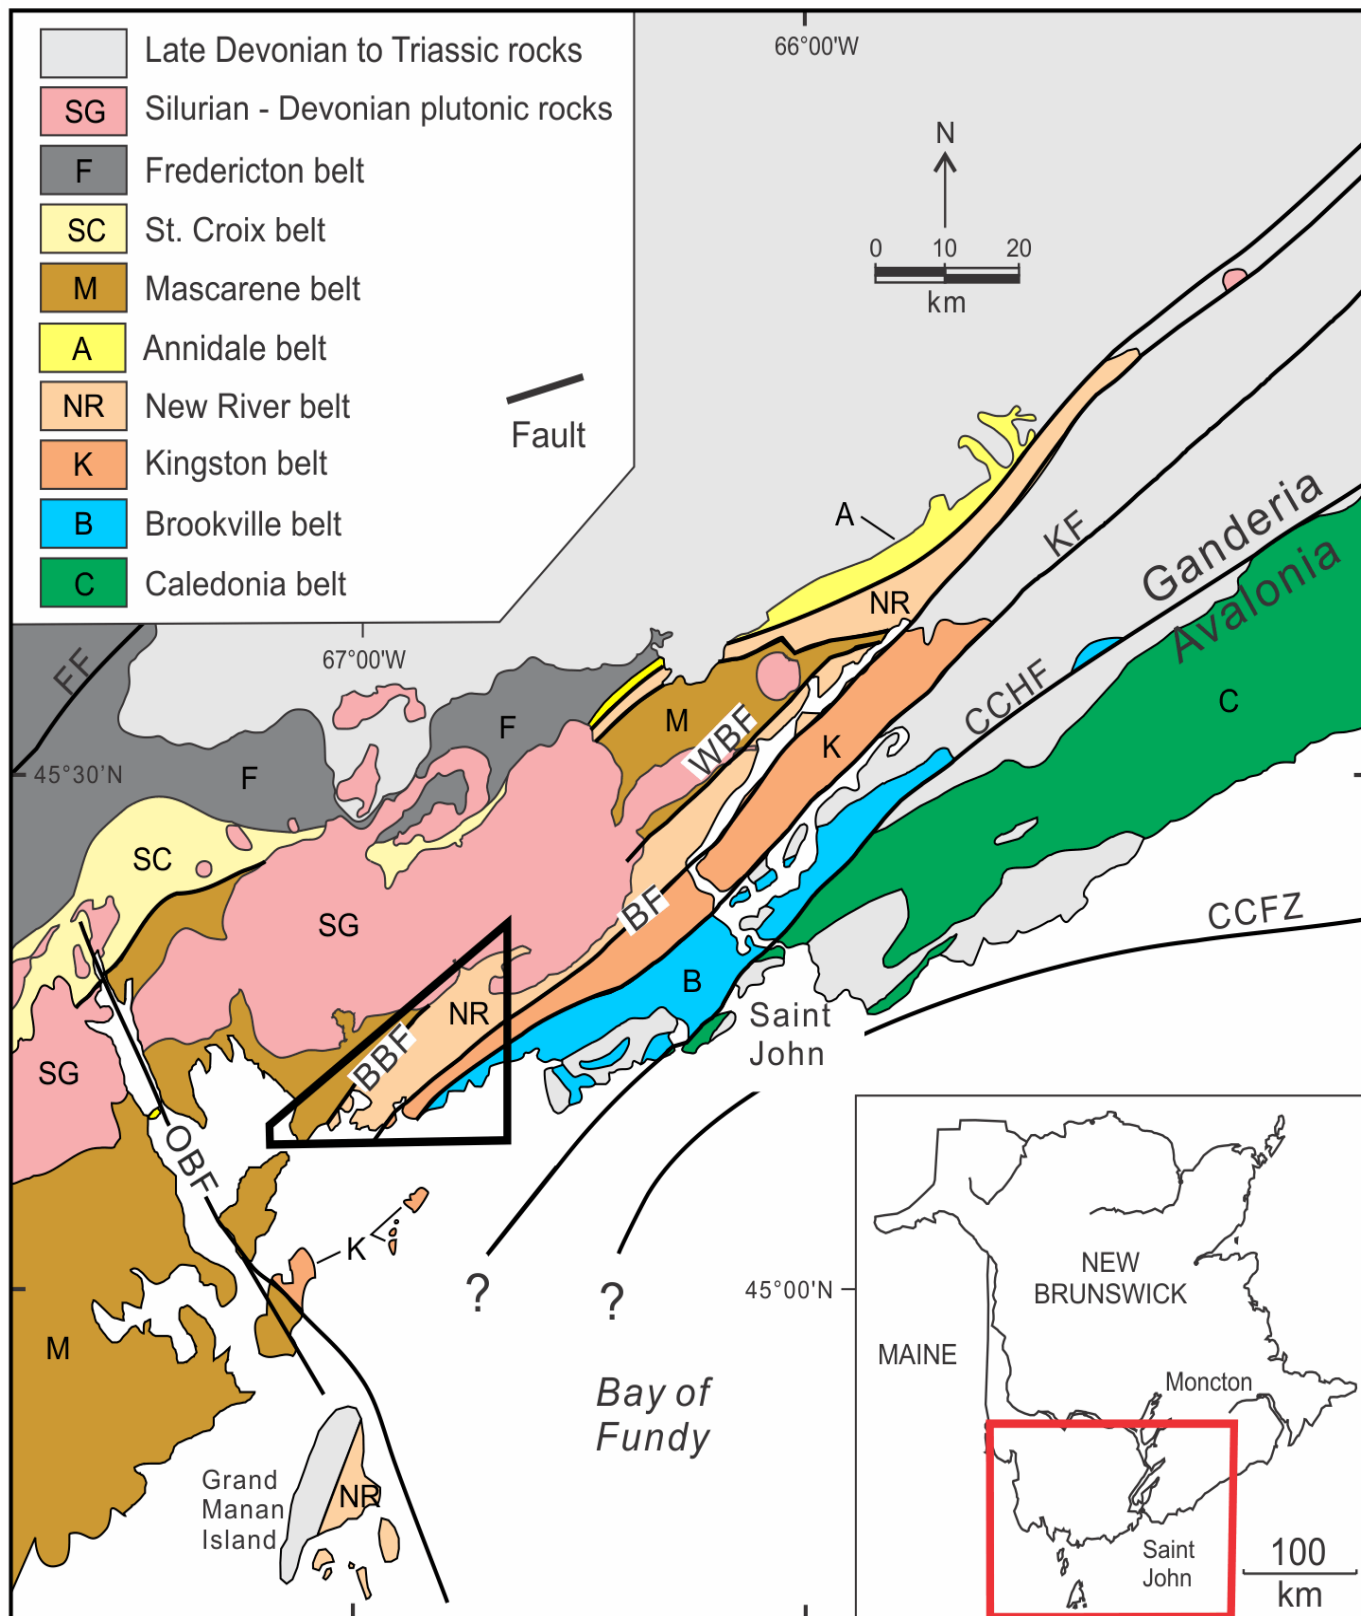 Late Devonian to Triassic rocks
SG Silurian - Devonian plutonic rocks
F Fredericton belt
SC St. Croix belt
M Mascarene belt
A Annidale belt
NR New River belt
K Kingston belt
B Brookville belt
C Caledonia belt
Fault
66°00'W
N
0 10 20
km
67°00'W
45°30'N
45°00'N
FF
F
F
SC
SG
SG
M
M
A
NR
NR
WBF
K
KF
Ganderia
Avalonia
CCHF
C
BF
B
CCFZ
BBF
Saint
John
OBF
K
?
?
Bay of
Fundy
Grand
Manan
Island
NR
NEW
BRUNSWICK
MAINE
Moncton
Saint
John
100
km